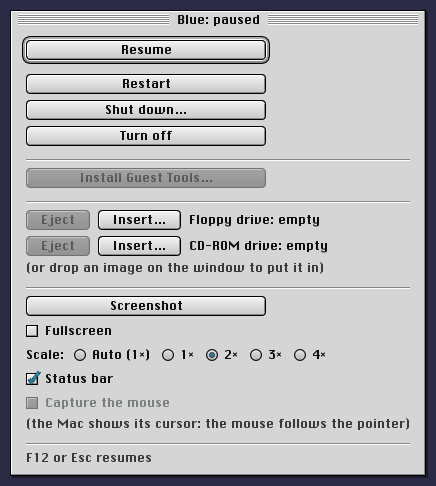 Blue: paused
Resume
Restart
Shut down...
Turn off
Install Guest Tools...
Eject Insert... Floppy drive: empty
Eject Insert... CD-ROM drive: empty
(or drop an image on the window to put it in)
Screenshot
Fullscreen
Scale: Auto (1×) 1× 2× 3× 4×
Status bar
Capture the mouse
(the Mac shows its cursor: the mouse follows the pointer)
F12 or Esc resumes